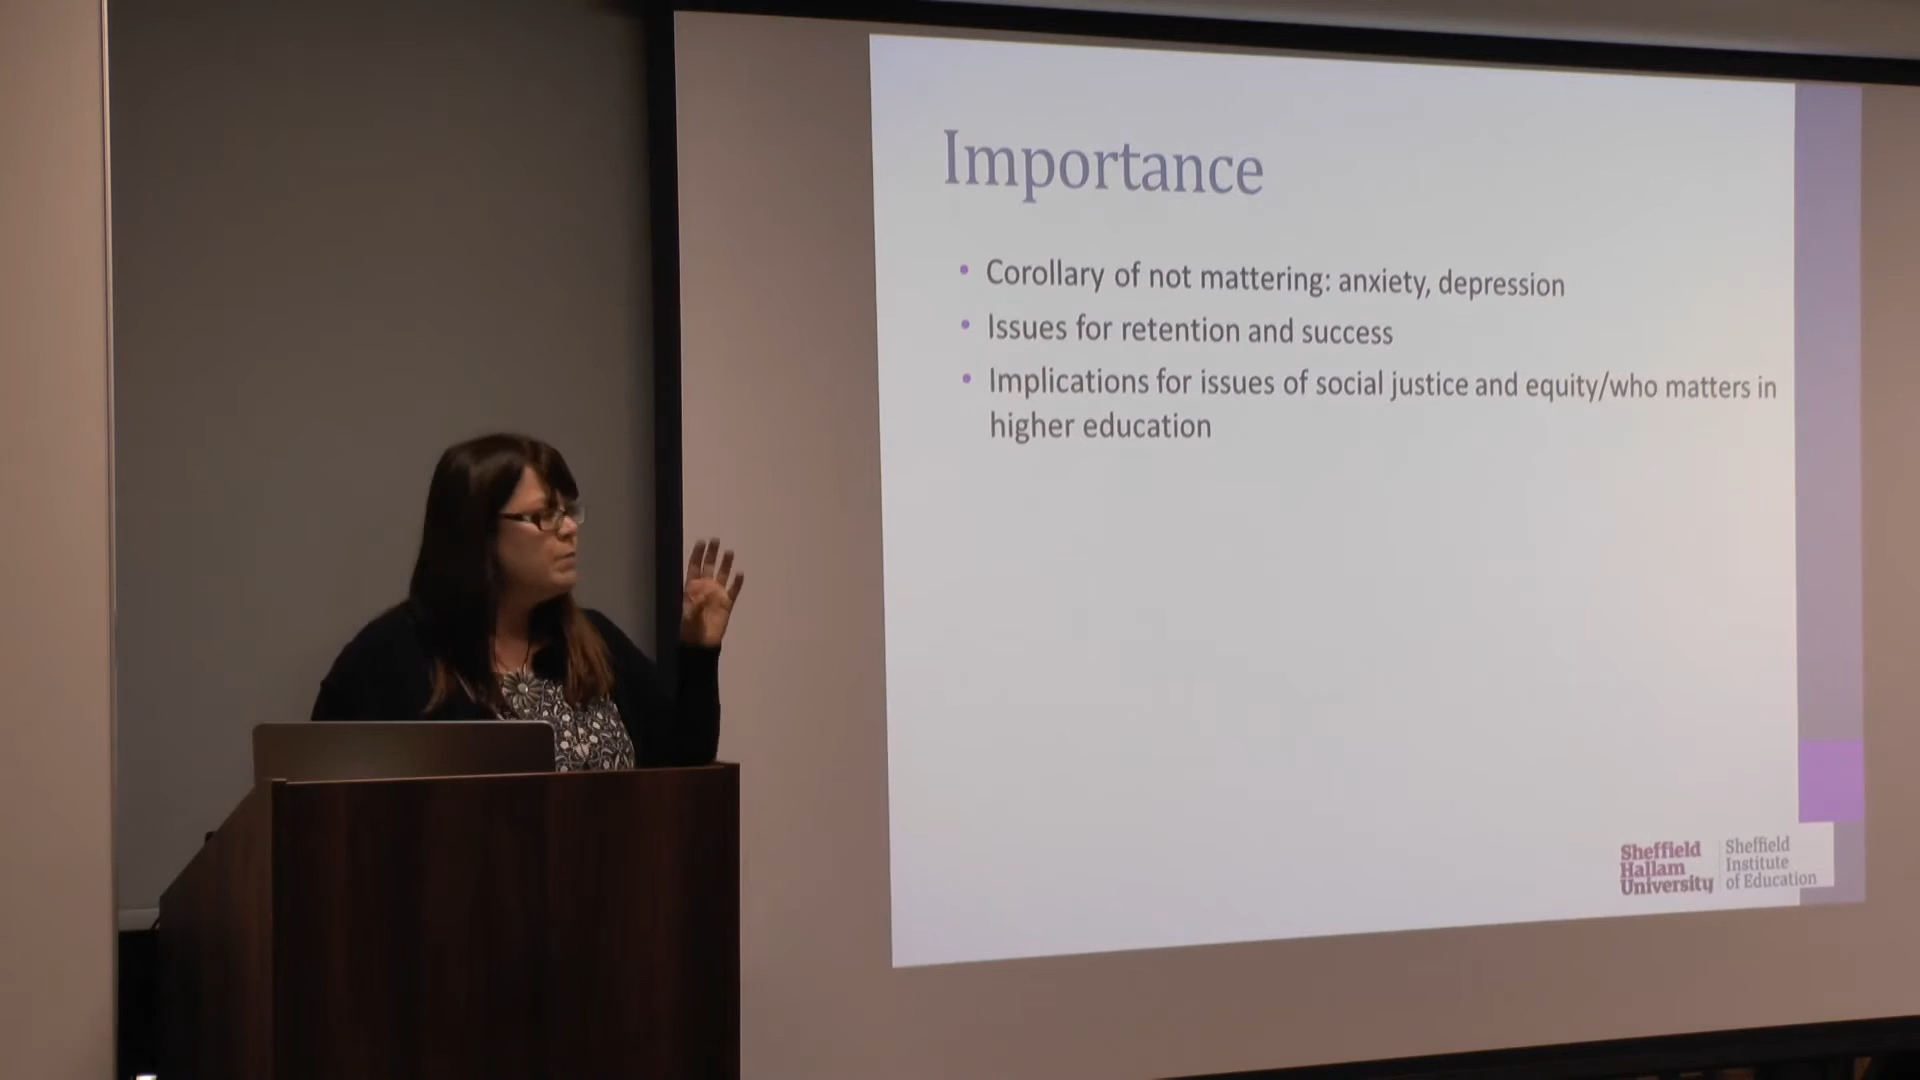 Importance
• Corollary of not mattering: anxiety, depression
• Issues for retention and success
• Implications for issues of social justice and equity/who matters in
higher education
Sheffield
Hallam
University
Sheffield
Institute
of Education